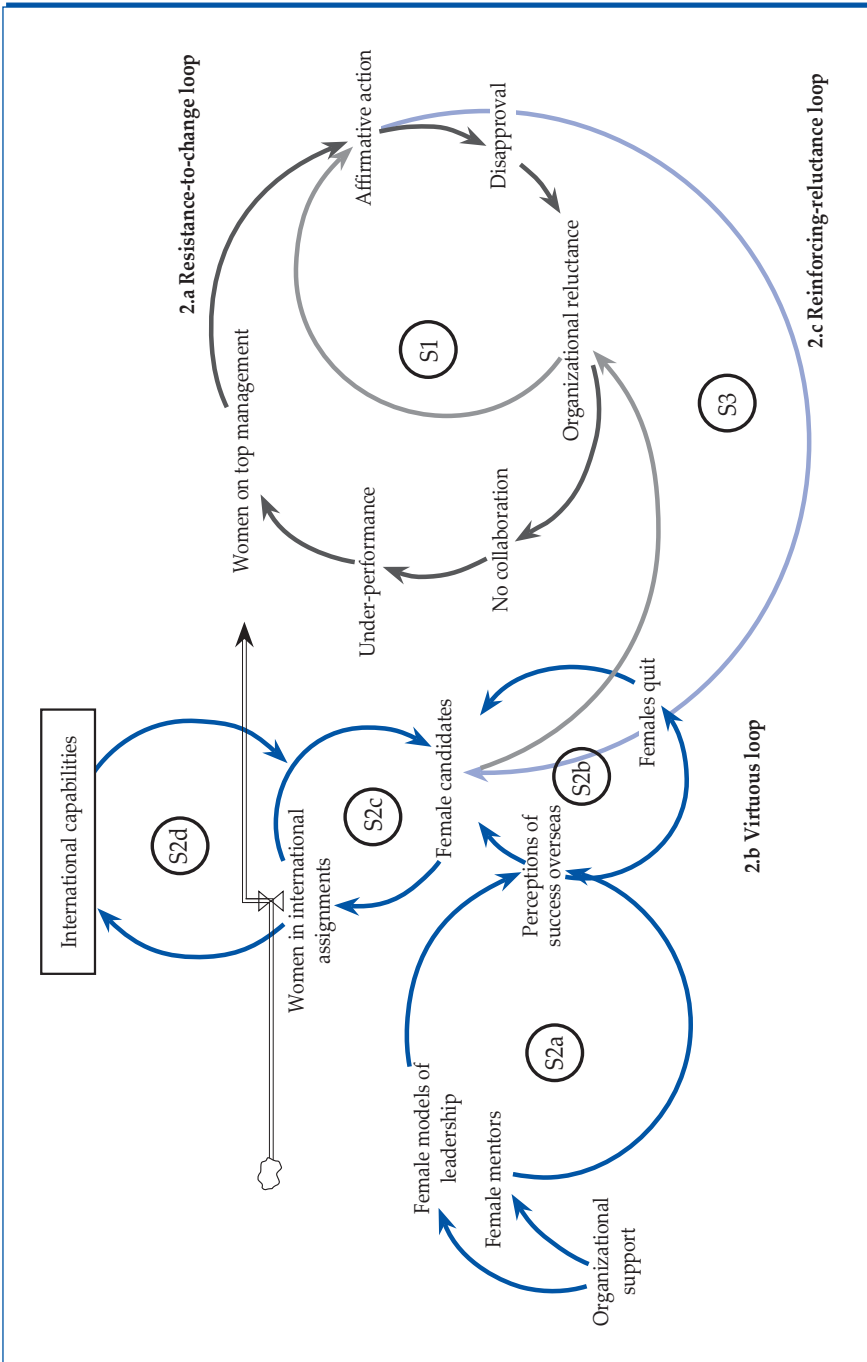 International capabilities
S2d
Women in international
assignments
S2c
Female candidates
Female models of
leadership
Female mentors
Organizational
support
S2a
Perceptions of
success overseas
S2b
Females quit
2.b Virtuous loop
Women on top management
2.a Resistance-to-change loop
Under-performance
No collaboration
S1
Organizational reluctance
Affirmative action
Disapproval
S3
2.c Reinforcing-reluctance loop